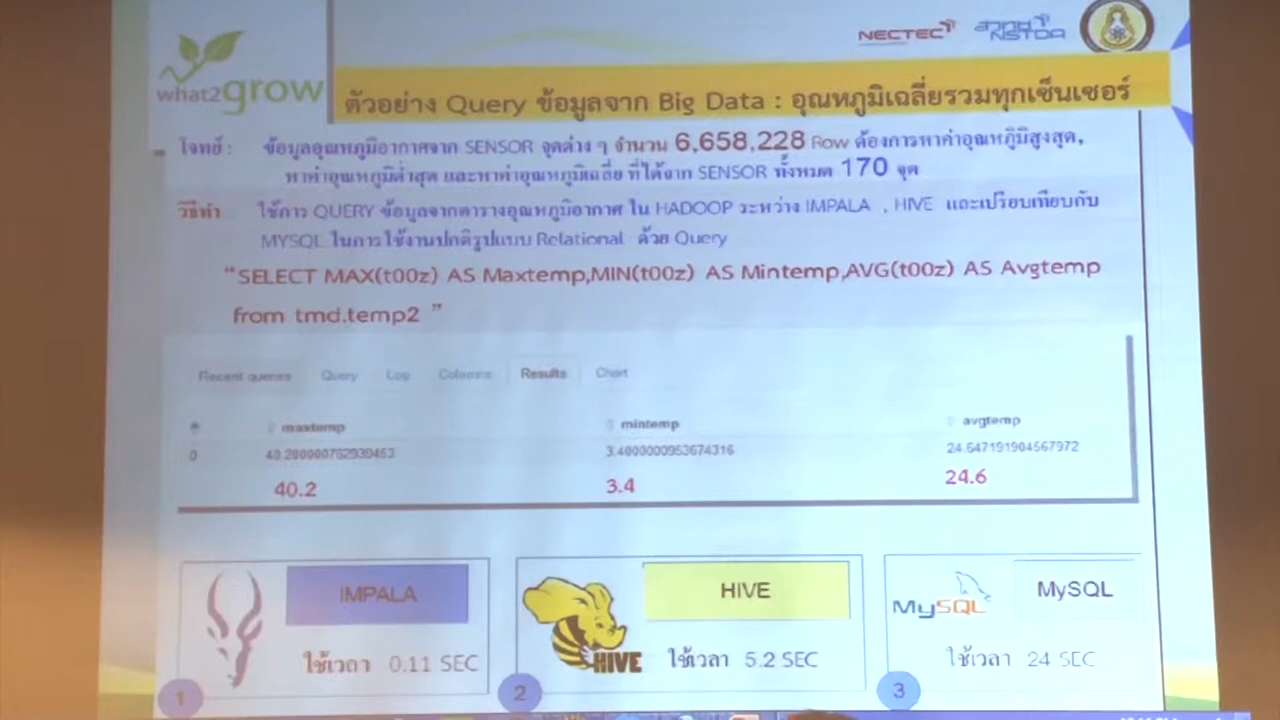 what2grow
NECTEC
สวทช
NSTDA
ตัวอย่าง Query ข้อมูลจาก Big Data : อุณหภูมิเฉลี่ยรวมทุกเซ็นเซอร์
โจทย์ : ข้อมูลอุณหภูมิอากาศจาก SENSOR จุดต่าง ๆ จำนวน 6,658,228 Row ต้องการหาค่าอุณหภูมิสูงสุด,
หาค่าอุณหภูมิต่ำสุด และหาค่าอุณหภูมิเฉลี่ย ที่ได้จาก SENSOR ทั้งหมด 170 จุด
วิธีทำ ใช้การ QUERY ข้อมูลจากตารางอุณหภูมิอากาศ ใน HADOOP ระหว่าง IMPALA , HIVE และเปรียบเทียบกับ
MYSQL ในการใช้งานปกติรูปแบบ Relational ด้วย Query
“SELECT MAX(t00z) AS Maxtemp,MIN(t00z) AS Mintemp,AVG(t00z) AS Avgtemp
from tmd.temp2 ”
Recent queries Query Log Columns Results Chart
maxtemp mintemp avgtemp
0 40.200000762939453 3.4000000953674316 24.647191904567972
40.2 3.4 24.6
IMPALA
ใช้เวลา 0.11 SEC
1
HIVE
HIVE
ใช้เวลา 5.2 SEC
2
MySQL
MySQL
ใช้เวลา 24 SEC
3